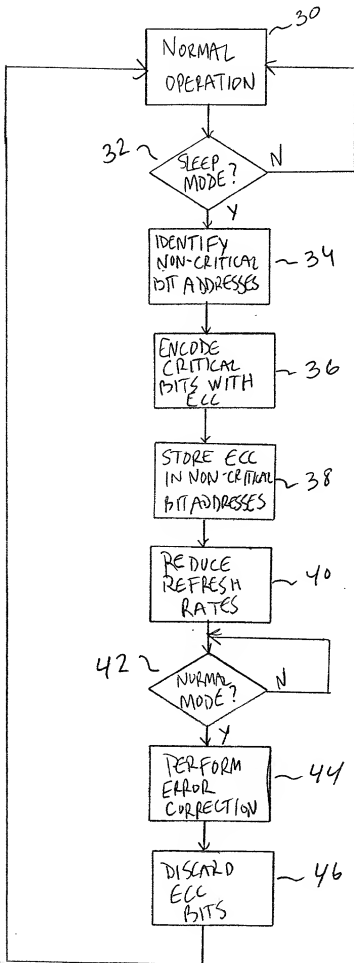 30
NORMAL
OPERATION
32
SLEEP
MODE?
N
Y
IDENTIFY
NON-CRITICAL
BIT ADDRESSES
34
ENCODE
CRITICAL
BITS WITH
ECC
36
STORE ECC
IN NON-CRITICAL
BIT ADDRESSES
38
REDUCE
REFRESH
RATES
40
42
NORMAL
MODE?
N
Y
PERFORM
ERROR
CORRECTION
44
DISCARD
ECC
BITS
46